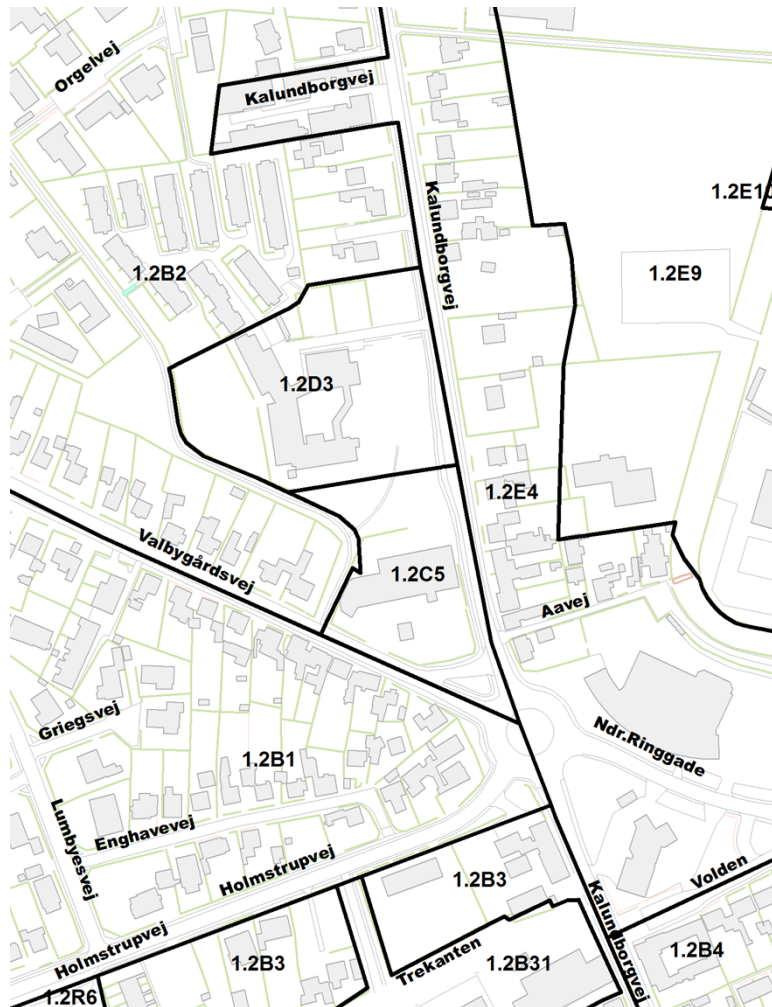 Orgelvej
Kalundborgvej
Kalundborgvej
1.2E1
1.2B2
1.2E9
1.2D3
1.2E4
Valbygårdsvej
1.2C5
Aavej
Griegsvej
Ndr.Ringgade
1.2B1
Lumbyesvej
Enghavevej
Holmstrupvej
1.2B3
Volden
Kalundborgvej
Holmstrupvej
1.2B3
Trekanten
1.2B31
1.2B4
1.2R6